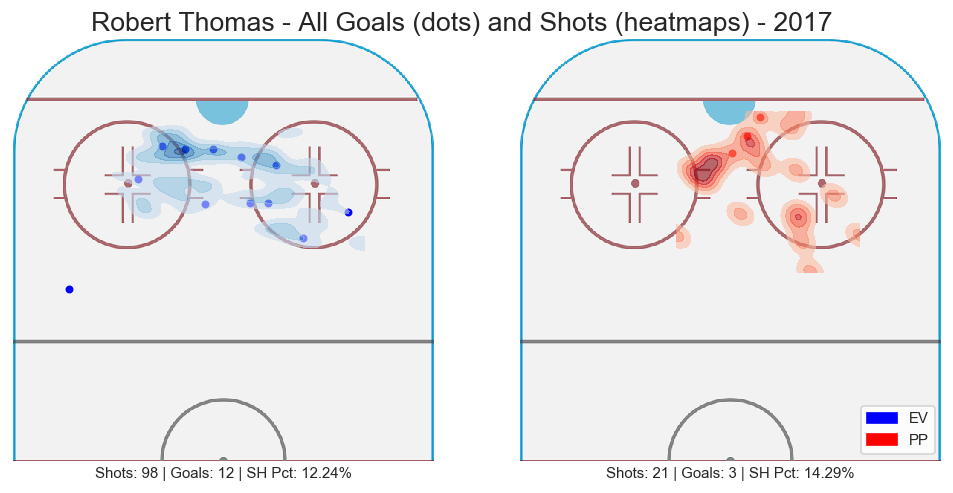 Robert Thomas - All Goals (dots) and Shots (heatmaps) - 2017
EV
PP
Shots: 98 | Goals: 12 | SH Pct: 12.24%
Shots: 21 | Goals: 3 | SH Pct: 14.29%